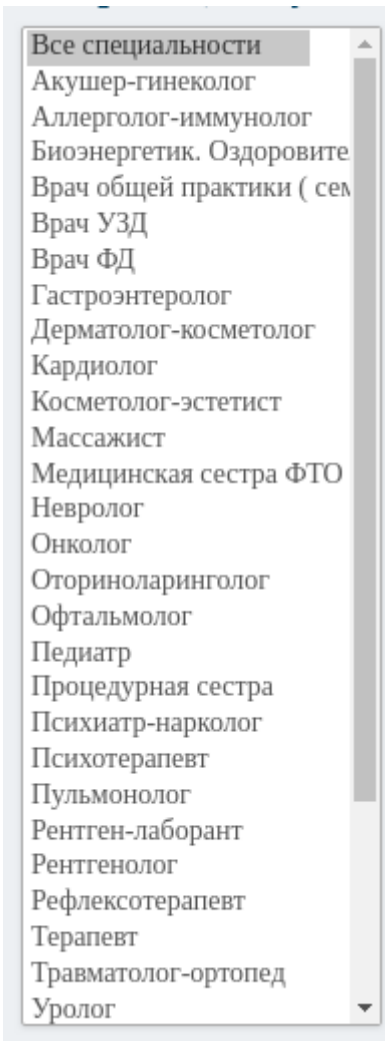 Все специальности
Акушер-гинеколог
Аллерголог-иммунолог
Биоэнергетик. Оздоровите
Врач общей практики ( сем
Врач УЗД
Врач ФД
Гастроэнтеролог
Дерматолог-косметолог
Кардиолог
Косметолог-эстетист
Массажист
Медицинская сестра ФТО
Невролог
Онколог
Оториноларинголог
Офтальмолог
Педиатр
Процедурная сестра
Психиатр-нарколог
Психотерапевт
Пульмонолог
Рентген-лаборант
Рентгенолог
Рефлексотерапевт
Терапевт
Травматолог-ортопед
Уролог